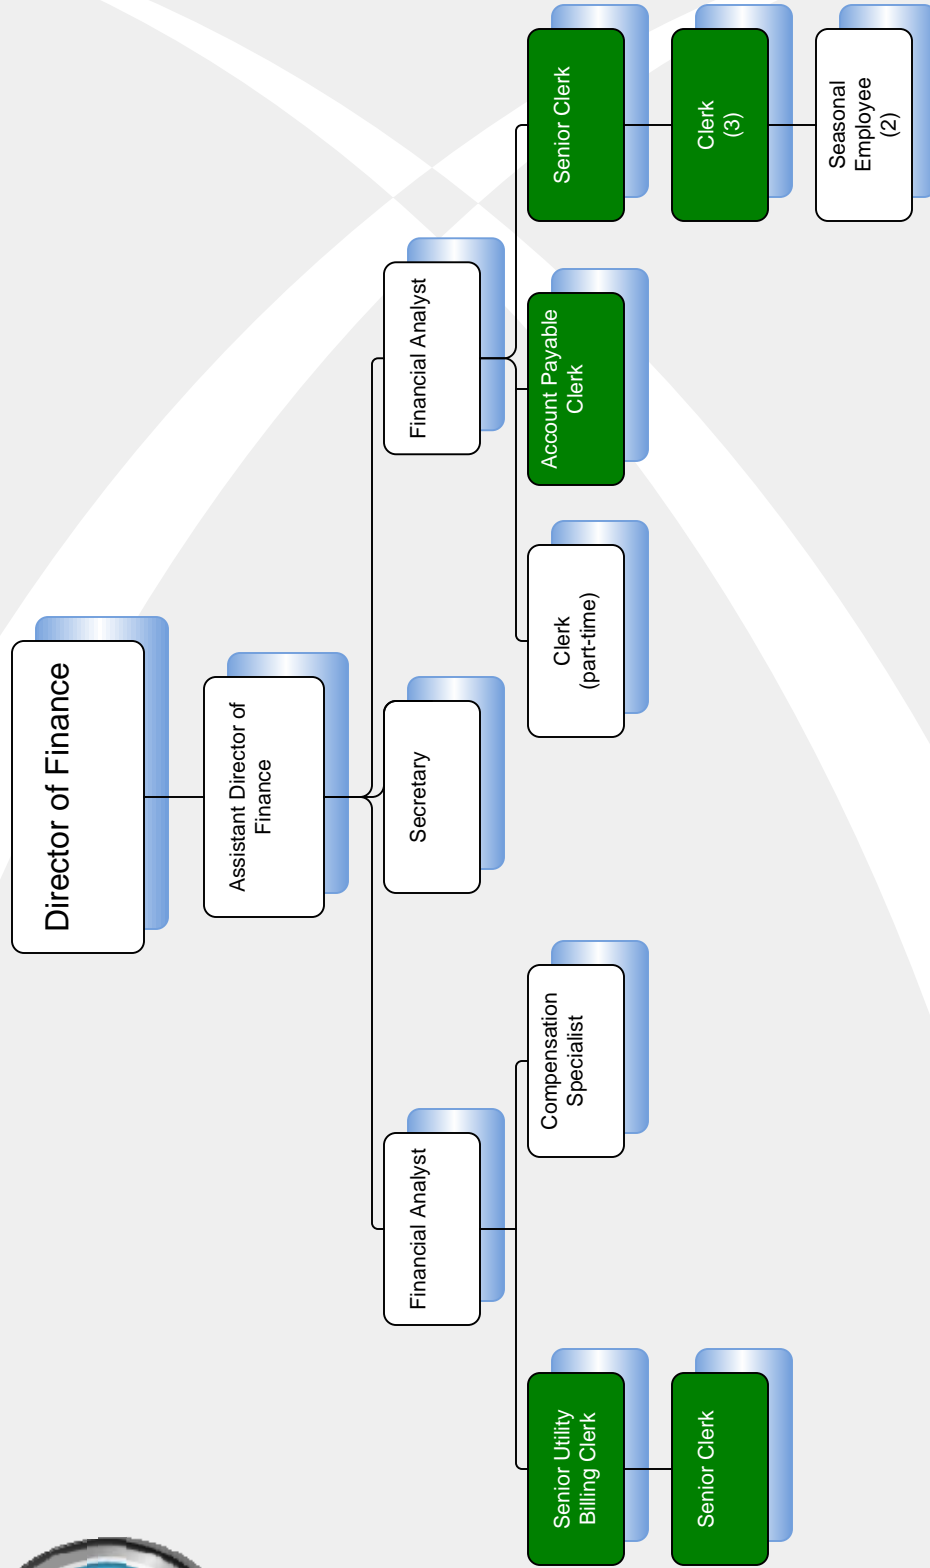 Director of Finance
Assistant Director of
Finance
Financial Analyst
Secretary
Financial Analyst
Senior Utility
Billing Clerk
Compensation
Specialist
Clerk
(part-time)
Account Payable
Clerk
Senior Clerk
Senior Clerk
Clerk
(3)
Seasonal
Employee
(2)